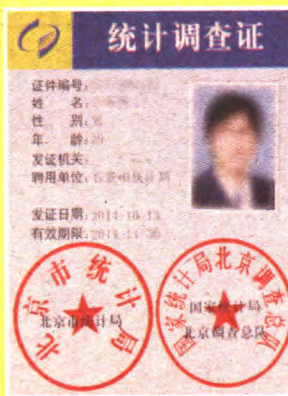 统计调查证
证件编号:
姓 名:
性 别:
年 龄:
发证机关:
聘用单位: 统计局
发证日期:
有效期限:
北京市统计局
北京市统计局
国家统计局北京调查总队
国家统计局
北京调查总队